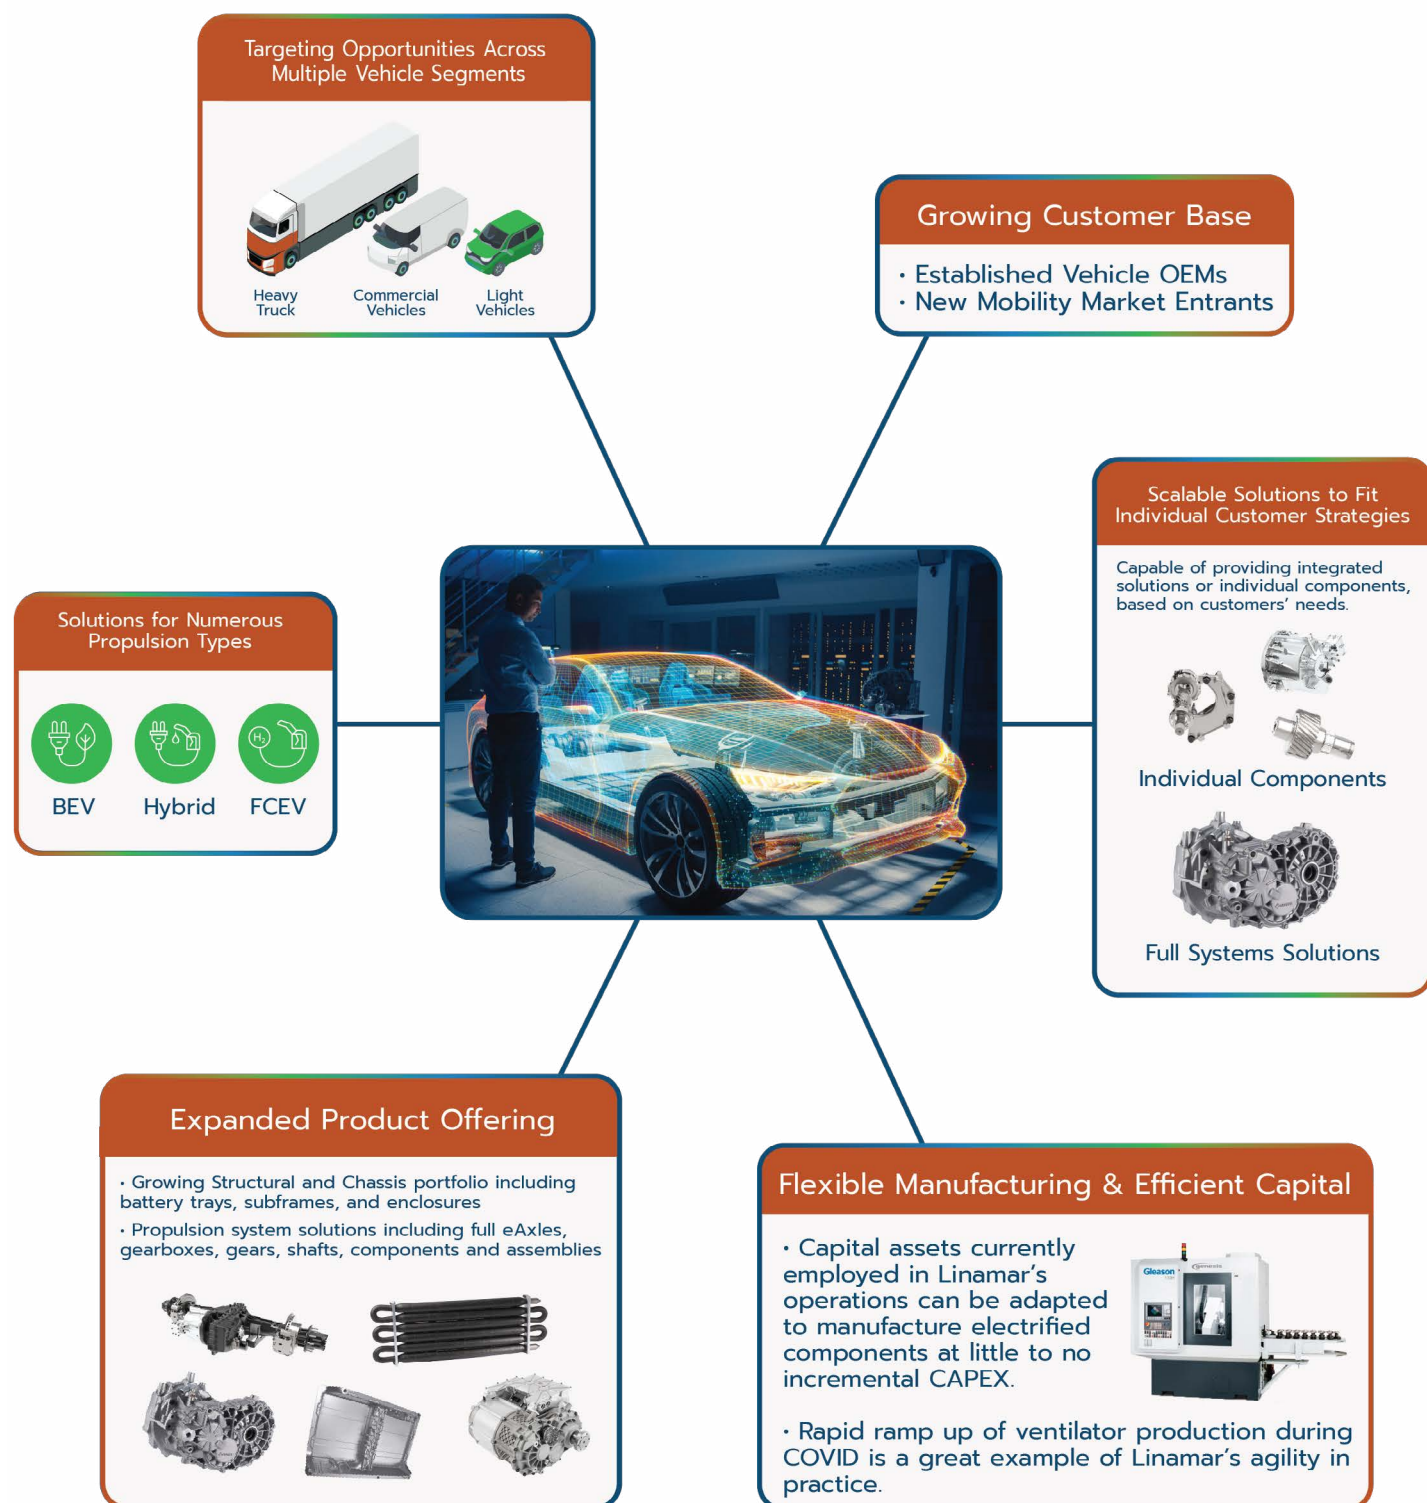 Targeting Opportunities Across
Multiple Vehicle Segments
Heavy
Truck
Commercial
Vehicles
Light
Vehicles
Growing Customer Base
• Established Vehicle OEMs
• New Mobility Market Entrants
Scalable Solutions to Fit
Individual Customer Strategies
Capable of providing integrated
solutions or individual components,
based on customers’ needs.
Individual Components
Full Systems Solutions
Solutions for Numerous
Propulsion Types
H₂
BEV
Hybrid
FCEV
Expanded Product Offering
• Growing Structural and Chassis portfolio including
battery trays, subframes, and enclosures
• Propulsion system solutions including full eAxles,
gearboxes, gears, shafts, components and assemblies
Flexible Manufacturing & Efficient Capital
• Capital assets currently
employed in Linamar’s
operations can be adapted
to manufacture electrified
components at little to no
incremental CAPEX.
Gleason
• Rapid ramp up of ventilator production during
COVID is a great example of Linamar’s agility in
practice.